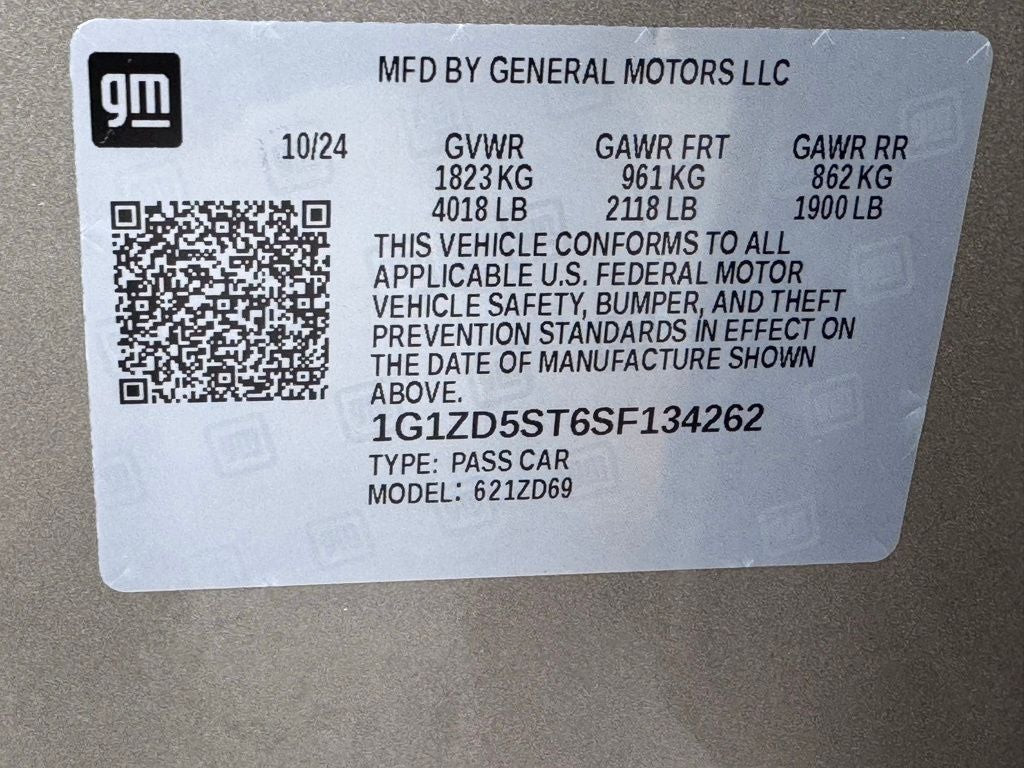 gm
MFD BY GENERAL MOTORS LLC
10/24 GVWR GAWR FRT GAWR RR
1823 KG 961 KG 862 KG
4018 LB 2118 LB 1900 LB
THIS VEHICLE CONFORMS TO ALL
APPLICABLE U.S. FEDERAL MOTOR
VEHICLE SAFETY, BUMPER, AND THEFT
PREVENTION STANDARDS IN EFFECT ON
THE DATE OF MANUFACTURE SHOWN
ABOVE.
1G1ZD5ST6SF134262
TYPE: PASS CAR
MODEL: 621ZD69